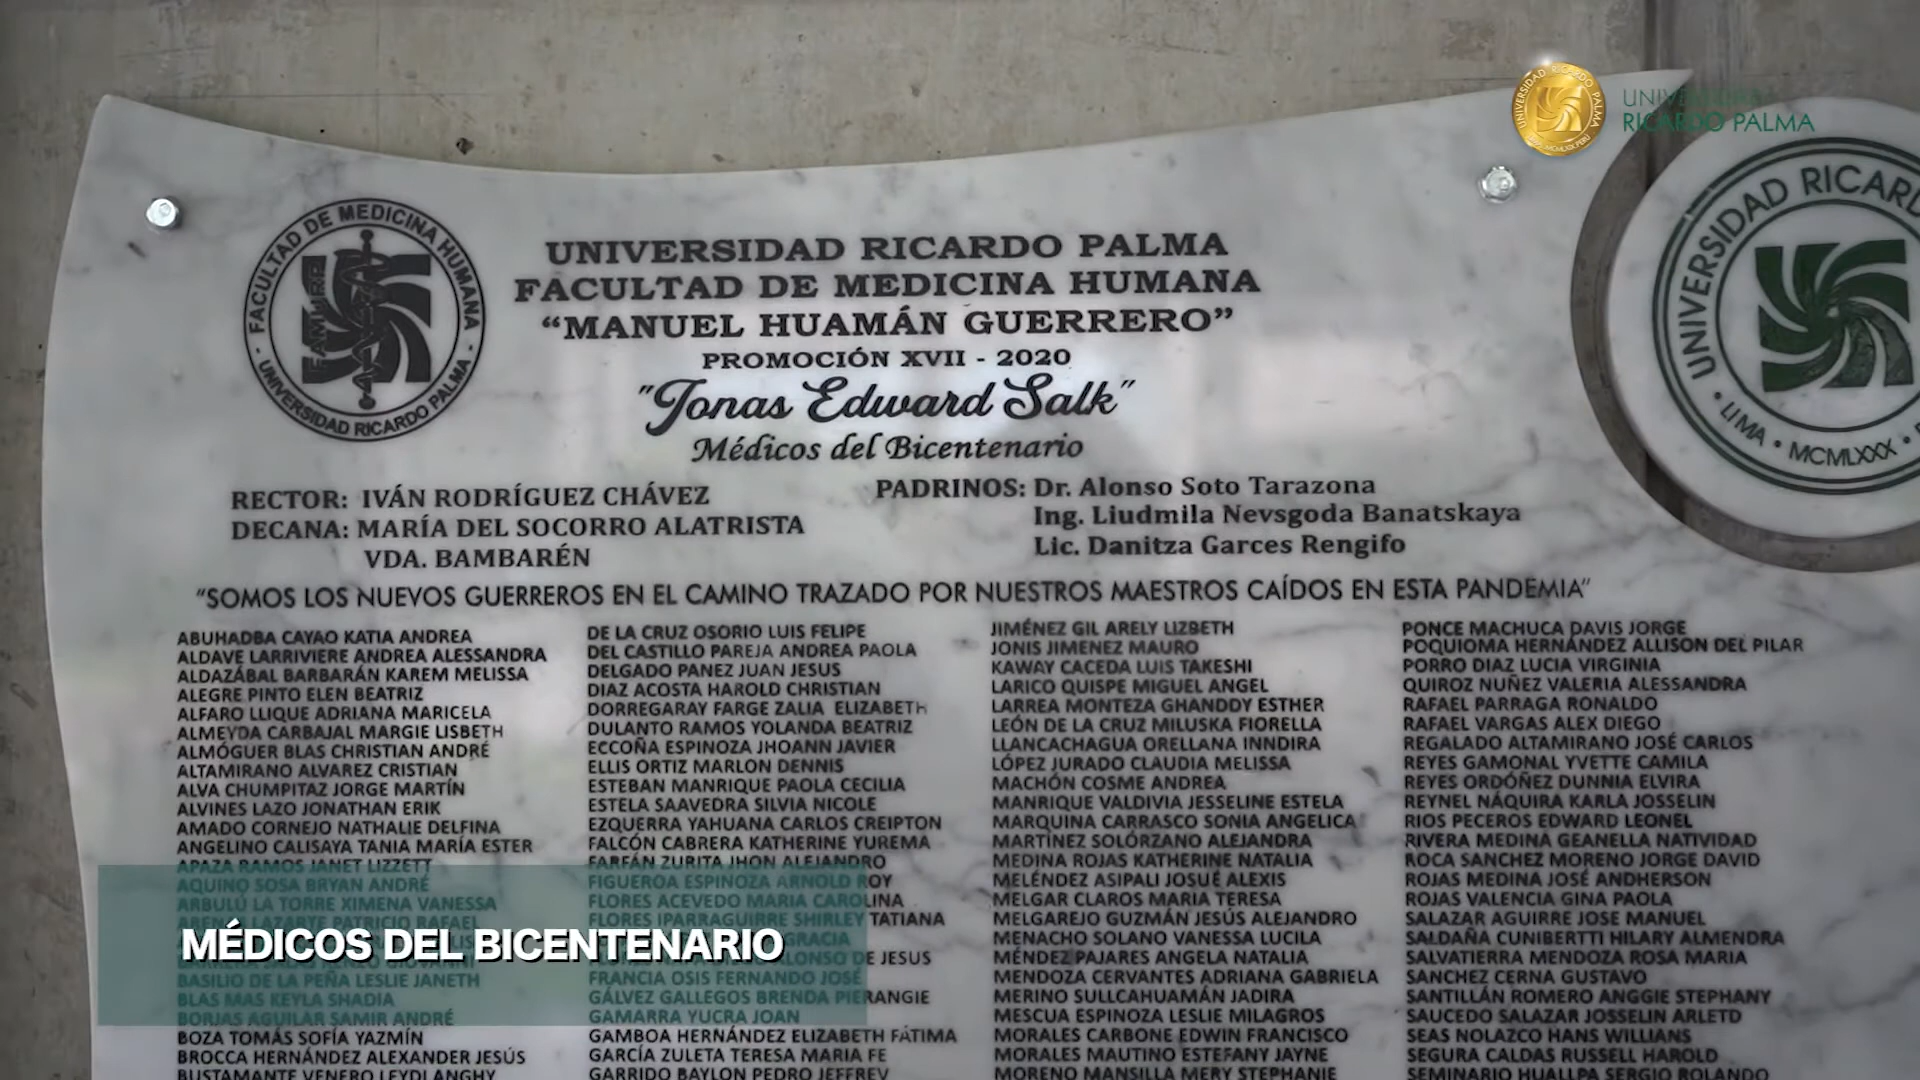 UNIVERSIDAD RICARDO PALMA
FACULTAD DE MEDICINA HUMANA
“MANUEL HUAMÁN GUERRERO”
PROMOCIÓN XVII - 2020
"Jonas Edward Salk"
Médicos del Bicentenario
FACULTAD DE MEDICINA HUMANA
- UNIVERSIDAD RICARDO PALMA -
FAMURP
UNIVERSIDAD RICARDO PALMA
RICARDO PALMA
UNIVERSIDAD RICARD
• LIMA • MCMLXXX •
RECTOR: IVÁN RODRÍGUEZ CHÁVEZ
DECANA: MARÍA DEL SOCORRO ALATRISTA
VDA. BAMBARÉN
PADRINOS: Dr. Alonso Soto Tarazona
Ing. Liudmila Nevsgoda Banatskaya
Lic. Danitza Garces Rengifo
"SOMOS LOS NUEVOS GUERREROS EN EL CAMINO TRAZADO POR NUESTROS MAESTROS CAÍDOS EN ESTA PANDEMIA"
ABUHADBA CAYAO KATIA ANDREA
ALDAVE LARRIVIERE ANDREA ALESSANDRA
ALDAZÁBAL BARBARÁN KAREM MELISSA
ALEGRE PINTO ELEN BEATRIZ
ALFARO LLIQUE ADRIANA MARICELA
ALMEYDA CARBAJAL MARGIE LISBETH
ALMÓGUER BLAS CHRISTIAN ANDRÉ
ALTAMIRANO ALVAREZ CRISTIAN
ALVA CHUMPITAZ JORGE MARTÍN
ALVINES LAZO JONATHAN ERIK
AMADO CORNEJO NATHALIE DELFINA
ANGELINO CALISAYA TANIA MARÍA ESTER
APAZA RAMOS JANET LIZZETT
AQUINO SOSA BRYAN ANDRÉ
ARBULÚ LA TORRE XIMENA VANESSA
PATRICIO RAFAEL
BASILIO DE LA PEÑA LESLIE JANETH
BLAS MAS KEYLA SHADIA
BORJAS AGUILAR SAMIR ANDRÉ
BOZA TOMÁS SOFÍA YAZMÍN
BROCCA HERNÁNDEZ ALEXANDER JESÚS
BUSTAMANTE VENERO LEYDI ANGHY
DE LA CRUZ OSORIO LUIS FELIPE
DEL CASTILLO PAREJA ANDREA PAOLA
DELGADO PANEZ JUAN JESUS
DIAZ ACOSTA HAROLD CHRISTIAN
DORREGARAY FARGE ZALIA ELIZABETH
DULANTO RAMOS YOLANDA BEATRIZ
ECCOÑA ESPINOZA JHOANN JAVIER
ELLIS ORTIZ MARLON DENNIS
ESTEBAN MANRIQUE PAOLA CECILIA
ESTELA SAAVEDRA SILVIA NICOLE
EZQUERRA YAHUANA CARLOS CREIPTON
FALCÓN CABRERA KATHERINE YUREMA
FARFÁN ZURITA JHON ALEJANDRO
FIGUEROA ESPINOZA ARNOLD ROY
FLORES ACEVEDO MARIA CAROLINA
FLORES IPARRAGUIRRE SHIRLEY TATIANA
GRACIA
DE JESUS
FRANCIA OSIS FERNANDO JOSÉ
GÁLVEZ GALLEGOS BRENDA PIERANGIE
GAMARRA YUCRA JOAN
GAMBOA HERNÁNDEZ ELIZABETH FÁTIMA
GARCÍA ZULETA TERESA MARIA FE
GARRIDO BAYLON PEDRO JEFFREY
JIMÉNEZ GIL ARELY LIZBETH
JONIS JIMENEZ MAURO
KAWAY CACEDA LUIS TAKESHI
LARICO QUISPE MIGUEL ANGEL
LARREA MONTEZA GHANDDY ESTHER
LEÓN DE LA CRUZ MILUSKA FIORELLA
LLANCACHAGUA ORELLANA INNDIRA
LÓPEZ JURADO CLAUDIA MELISSA
MACHÓN COSME ANDREA
MANRIQUE VALDIVIA JESSELINE ESTELA
MARQUINA CARRASCO SONIA ANGELICA
MARTÍNEZ SOLÓRZANO ALEJANDRA
MEDINA ROJAS KATHERINE NATALIA
MELÉNDEZ ASIPALI JOSUÉ ALEXIS
MELGAR CLAROS MARIA TERESA
MELGAREJO GUZMÁN JESÚS ALEJANDRO
MENACHO SOLANO VANESSA LUCILA
MÉNDEZ PAJARES ANGELA NATALIA
MENDOZA CERVANTES ADRIANA GABRIELA
MERINO SULLCAHUAMÁN JADIRA
MESCUA ESPINOZA LESLIE MILAGROS
MORALES CARBONE EDWIN FRANCISCO
MORALES MAUTINO ESTEFANY JAYNE
MORENO MANSILLA MERY STEPHANIE
PONCE MACHUCA DAVIS JORGE
POQUIOMA HERNÁNDEZ ALLISON DEL PILAR
PORRO DIAZ LUCIA VIRGINIA
QUIROZ NUÑEZ VALERIA ALESSANDRA
RAFAEL PARRAGA RONALDO
RAFAEL VARGAS ALEX DIEGO
REGALADO ALTAMIRANO JOSÉ CARLOS
REYES GAMONAL YVETTE CAMILA
REYES ORDÓÑEZ DUNNIA ELVIRA
REYNEL NÁQUIRA KARLA JOSSELIN
RIOS PECEROS EDWARD LEONEL
RIVERA MEDINA GEANELLA NATIVIDAD
ROCA SANCHEZ MORENO JORGE DAVID
ROJAS MEDINA JOSÉ ANDHERSON
ROJAS VALENCIA GINA PAOLA
SALAZAR AGUIRRE JOSE MANUEL
SALDAÑA CUNIBERTTI HILARY ALMENDRA
SALVATIERRA MENDOZA ROSA MARIA
SANCHEZ CERNA GUSTAVO
SANTILLÁN ROMERO ANGGIE STEPHANY
SAUCEDO SALAZAR JOSSELIN ARLETD
SEAS NOLAZCO HANS WILLIANS
SEGURA CALDAS RUSSELL HAROLD
SEMINARIO HUALLPA SERGIO ROLANDO
MÉDICOS DEL BICENTENARIO